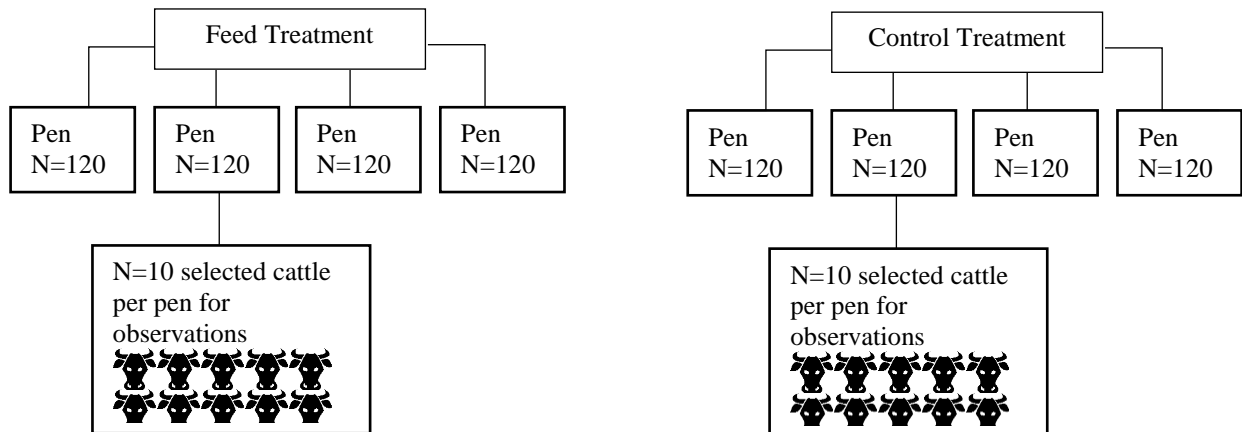 Feed Treatment
Control Treatment
Pen
N=120
Pen
N=120
Pen
N=120
Pen
N=120
Pen
N=120
Pen
N=120
Pen
N=120
Pen
N=120
N=10 selected cattle
per pen for
observations
N=10 selected cattle
per pen for
observations